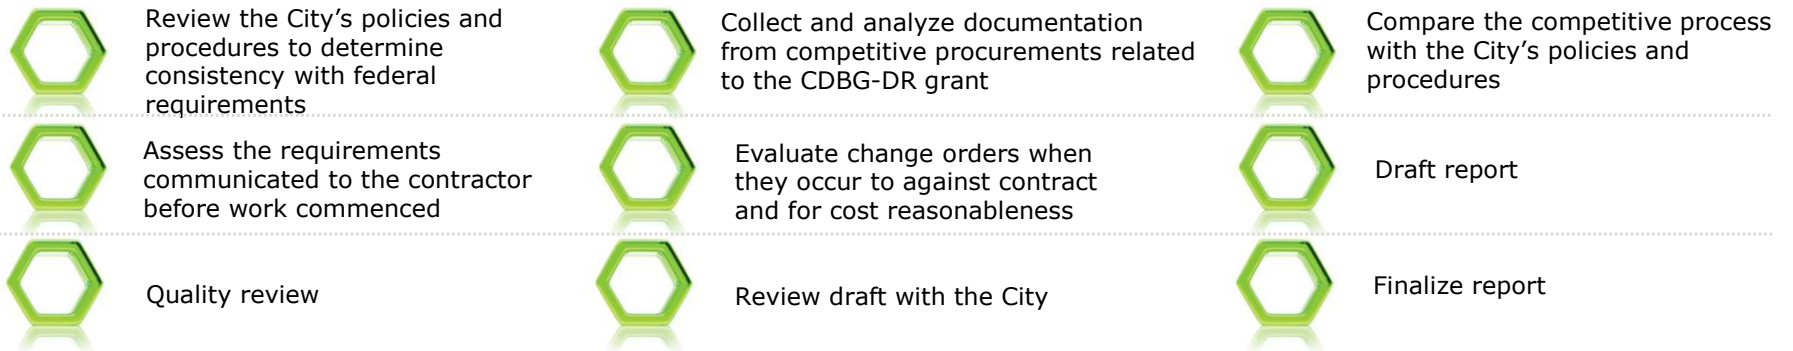 Review the City’s policies and
procedures to determine
consistency with federal
requirements
Collect and analyze documentation
from competitive procurements related
to the CDBG-DR grant
Compare the competitive process
with the City’s policies and
procedures
Assess the requirements
communicated to the contractor
before work commenced
Evaluate change orders when
they occur to against contract
and for cost reasonableness
Draft report
Quality review
Review draft with the City
Finalize report